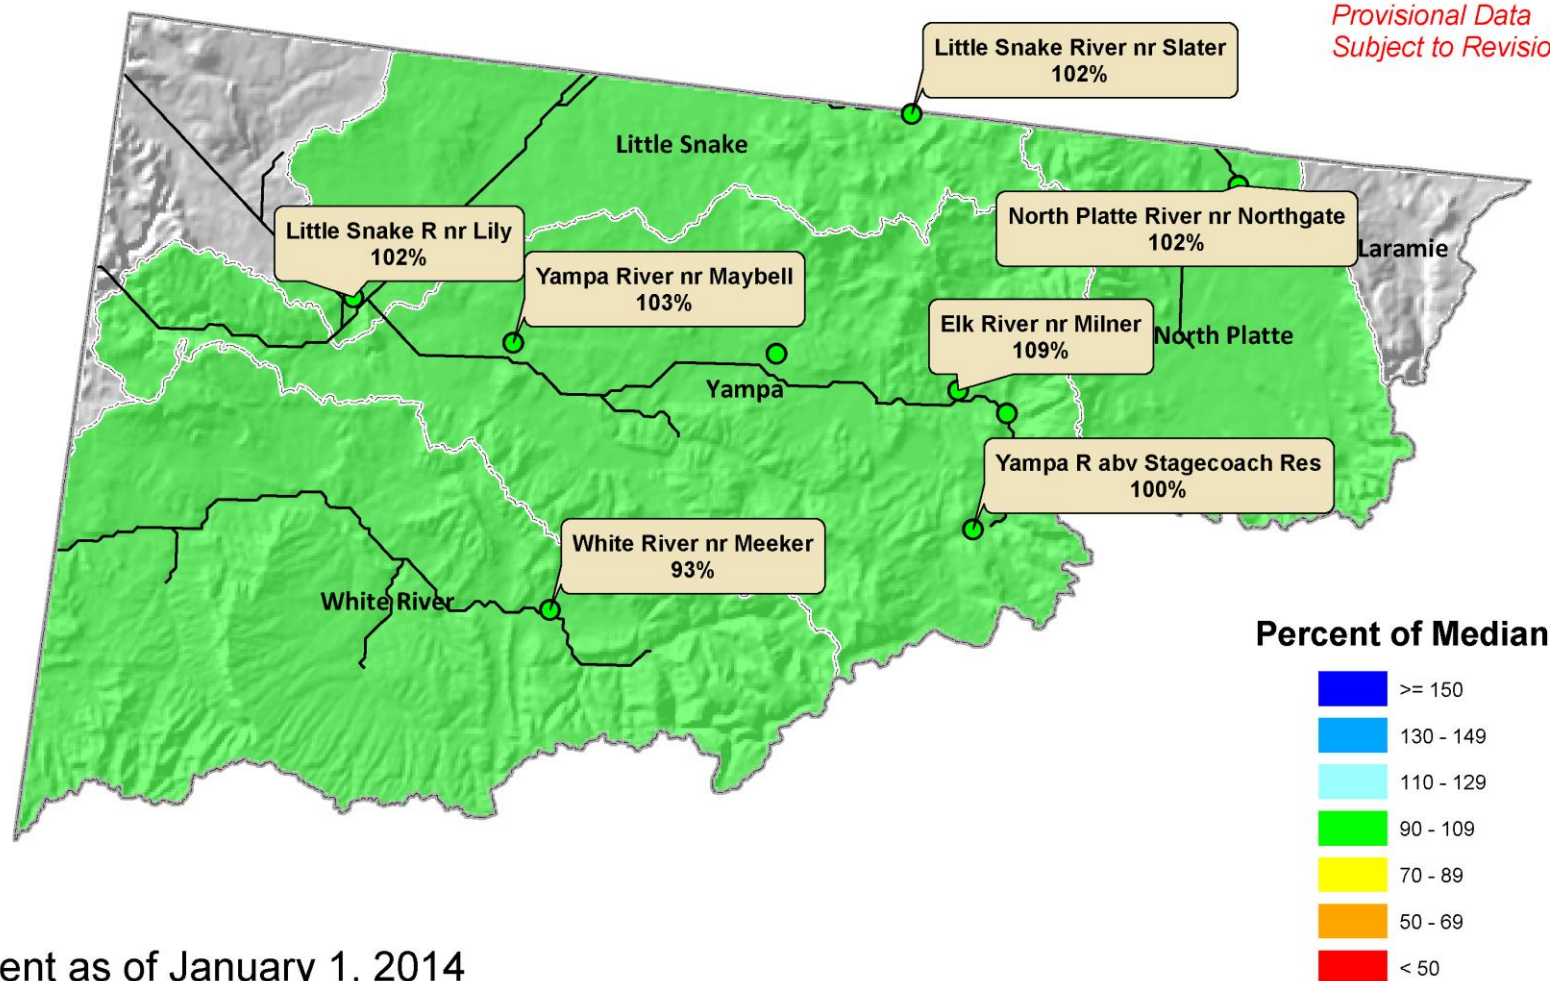 Provisional Data
Subject to Revisio
Little Snake River nr Slater
102%
Little Snake
North Platte River nr Northgate
102%
Laramie
Little Snake R nr Lily
102%
Yampa River nr Maybell
103%
Elk River nr Milner
109%
North Platte
Yampa
Yampa R abv Stagecoach Res
100%
White River nr Meeker
93%
White River
Percent of Median
>= 150
130 - 149
110 - 129
90 - 109
70 - 89
50 - 69
< 50
ent as of January 1, 2014